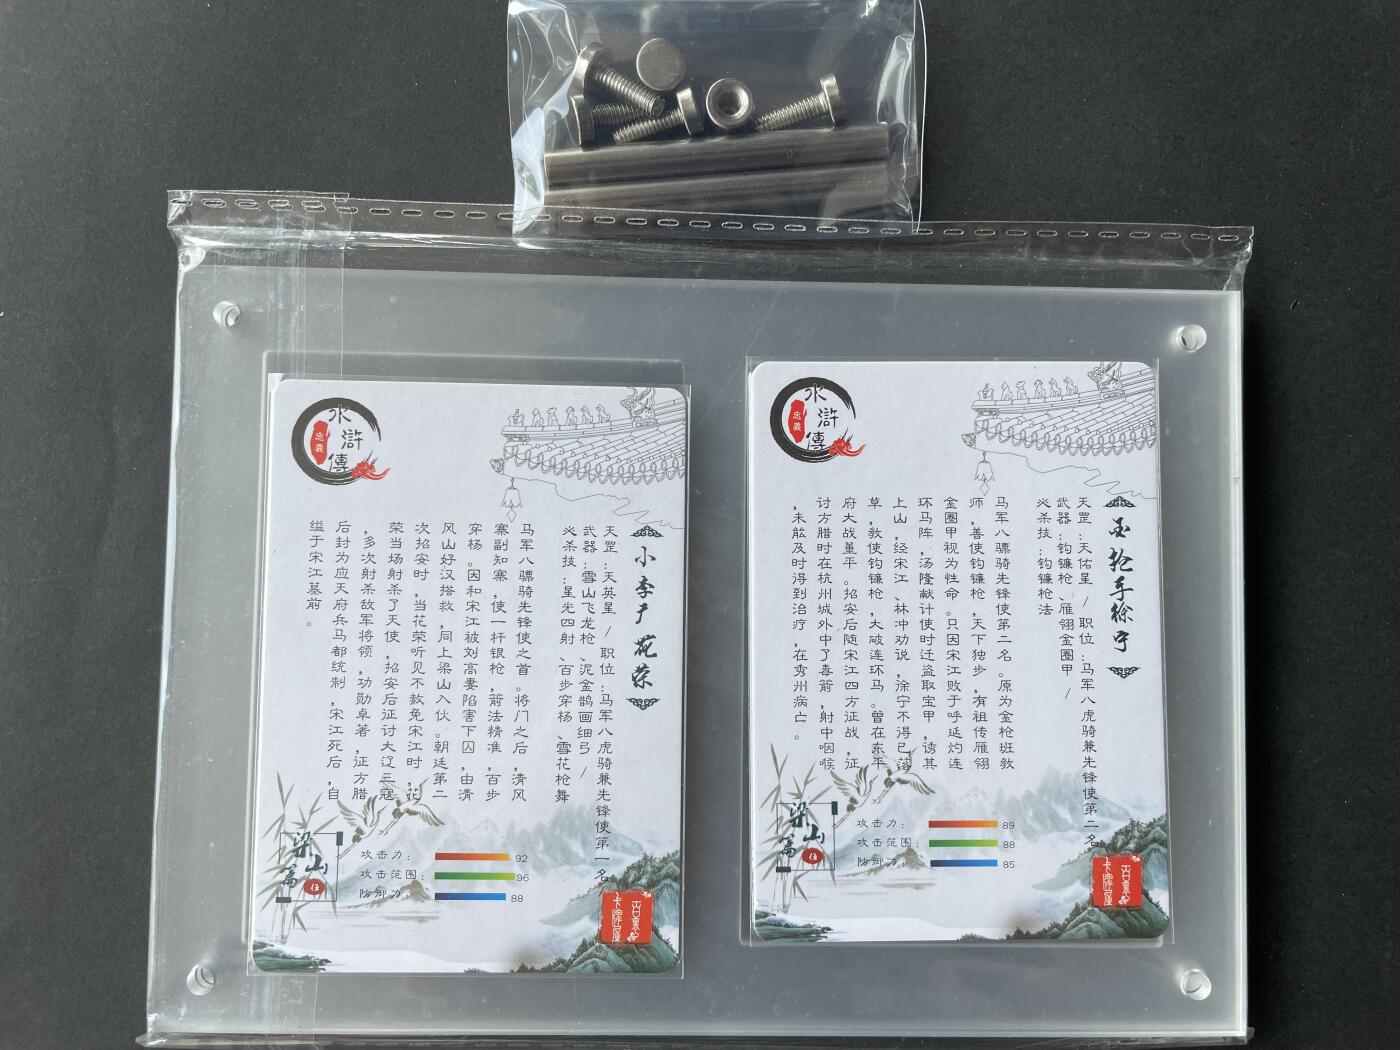 水滸傳
忠義
小李广 花荣
天罡：天英星 / 职位：马军八虎骑兼先锋使第一名
武器：雪山飞龙枪、泥金鹊画细弓 /
必杀技：星光四射、百步穿杨、雪花枪舞
马军八骠骑先锋使之首。将门之后，清风
寨副知寨，使一杆银枪，箭法精准，百步
穿杨。因和宋江被刘高妻陷害下囚，由清
风山好汉搭救，同上梁山入伙。朝廷第二
次招安时，当花荣听见不赦免宋江时，花
荣当场射杀了天使，招安后征讨大辽三寇
，多次射杀敌军将领，功勋卓著，征方腊
后封为应天府兵马都统制，宋江死后，自
缢于宋江墓前。
梁山篇
伍
攻击力： 92
攻击范围： 96
防御力： 88
水滸傳
忠義
金枪手徐宁
天罡：天佑星 / 职位：马军八虎骑兼先锋使第二名
武器：钩镰枪、雁翎金圈甲 /
必杀技：钩镰枪法
马军八骠骑先锋使第二名。原为金枪班教
师，善使钩镰枪，天下独步，有祖传雁翎
金圈甲视为性命。只因宋江败于呼延灼连
环马阵，汤隆献计使时迁盗取宝甲，诱其
上山，经宋江、林冲劝说，徐宁不得已落
草，教使钩镰枪，大破连环马。曾在东平
府大战董平。招安后随宋江四方征战，征
讨方腊时在杭州城外中了毒箭，射中咽喉
，未能及时得到治疗，在秀州病亡。
梁山篇
伍
攻击力： 89
攻击范围： 88
防御力： 85